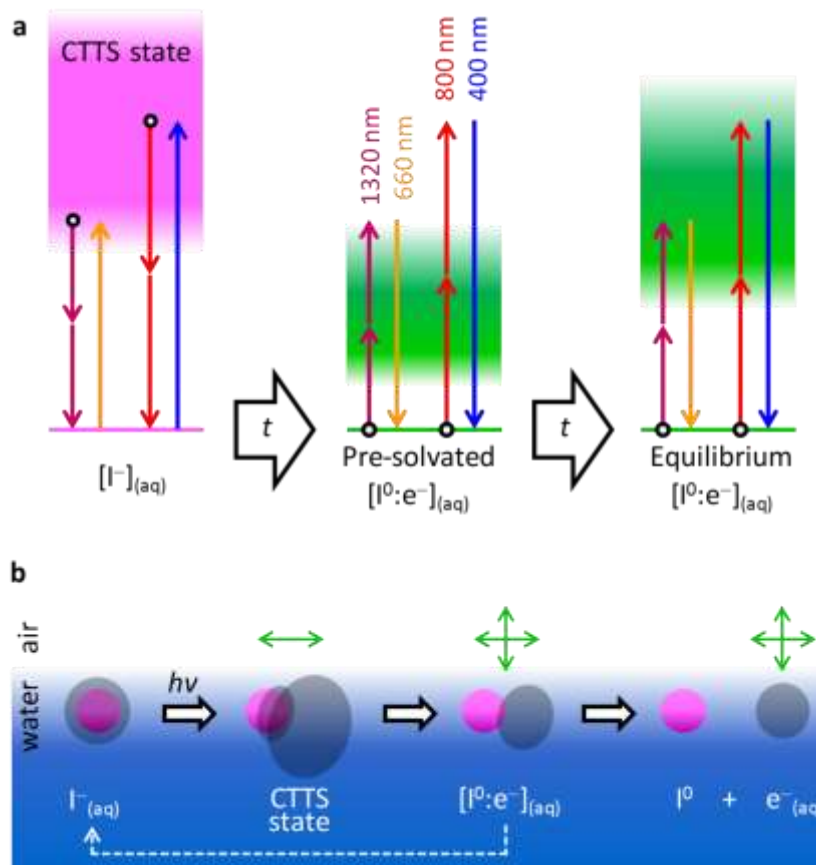 a
CTTS state
1320 nm
660 nm
800 nm
400 nm
t
t
[I⁻](aq)
Pre-solvated
[I⁰:e⁻](aq)
Equilibrium
[I⁰:e⁻](aq)
b
air
water
hν
I⁻(aq)
CTTS
state
[I⁰:e⁻](aq)
I⁰ + e⁻(aq)